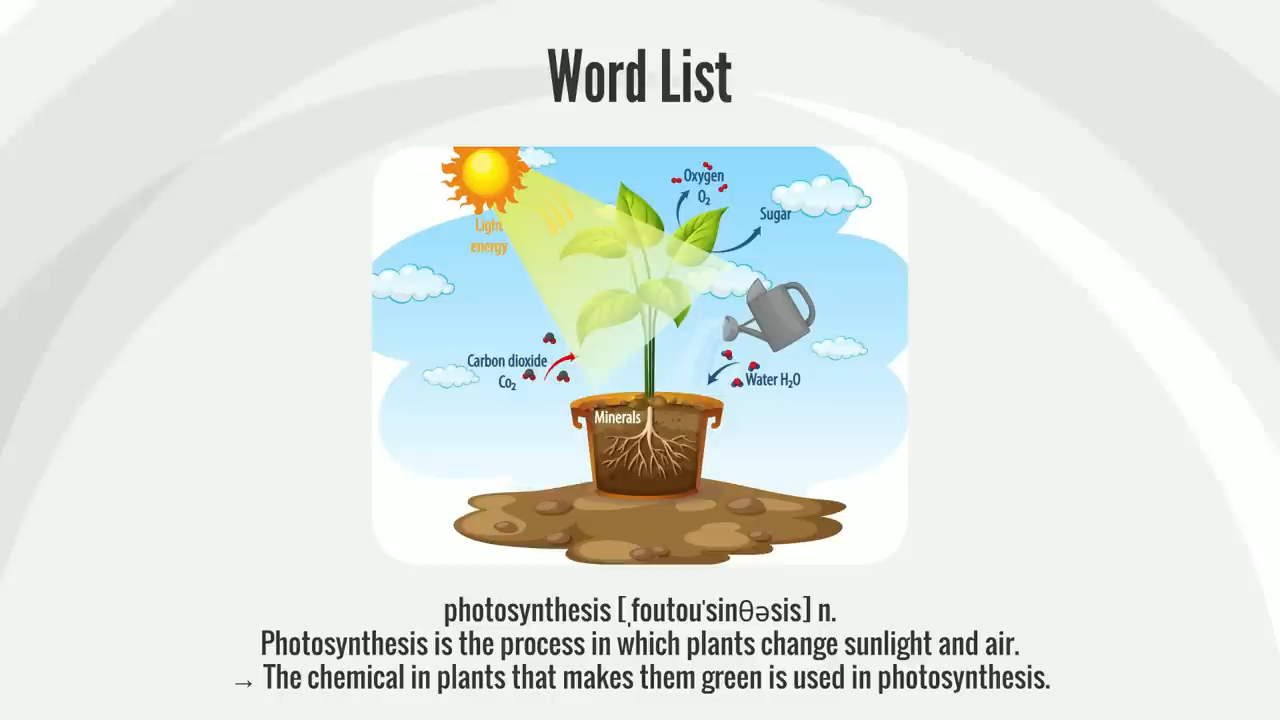 Word List
Oxygen
O₂
Sugar
Light
energy
Carbon dioxide
Co₂
Water H₂O
Minerals
photosynthesis [ˌfoutouˈsinθəsis] n.
Photosynthesis is the process in which plants change sunlight and air.
→ The chemical in plants that makes them green is used in photosynthesis.